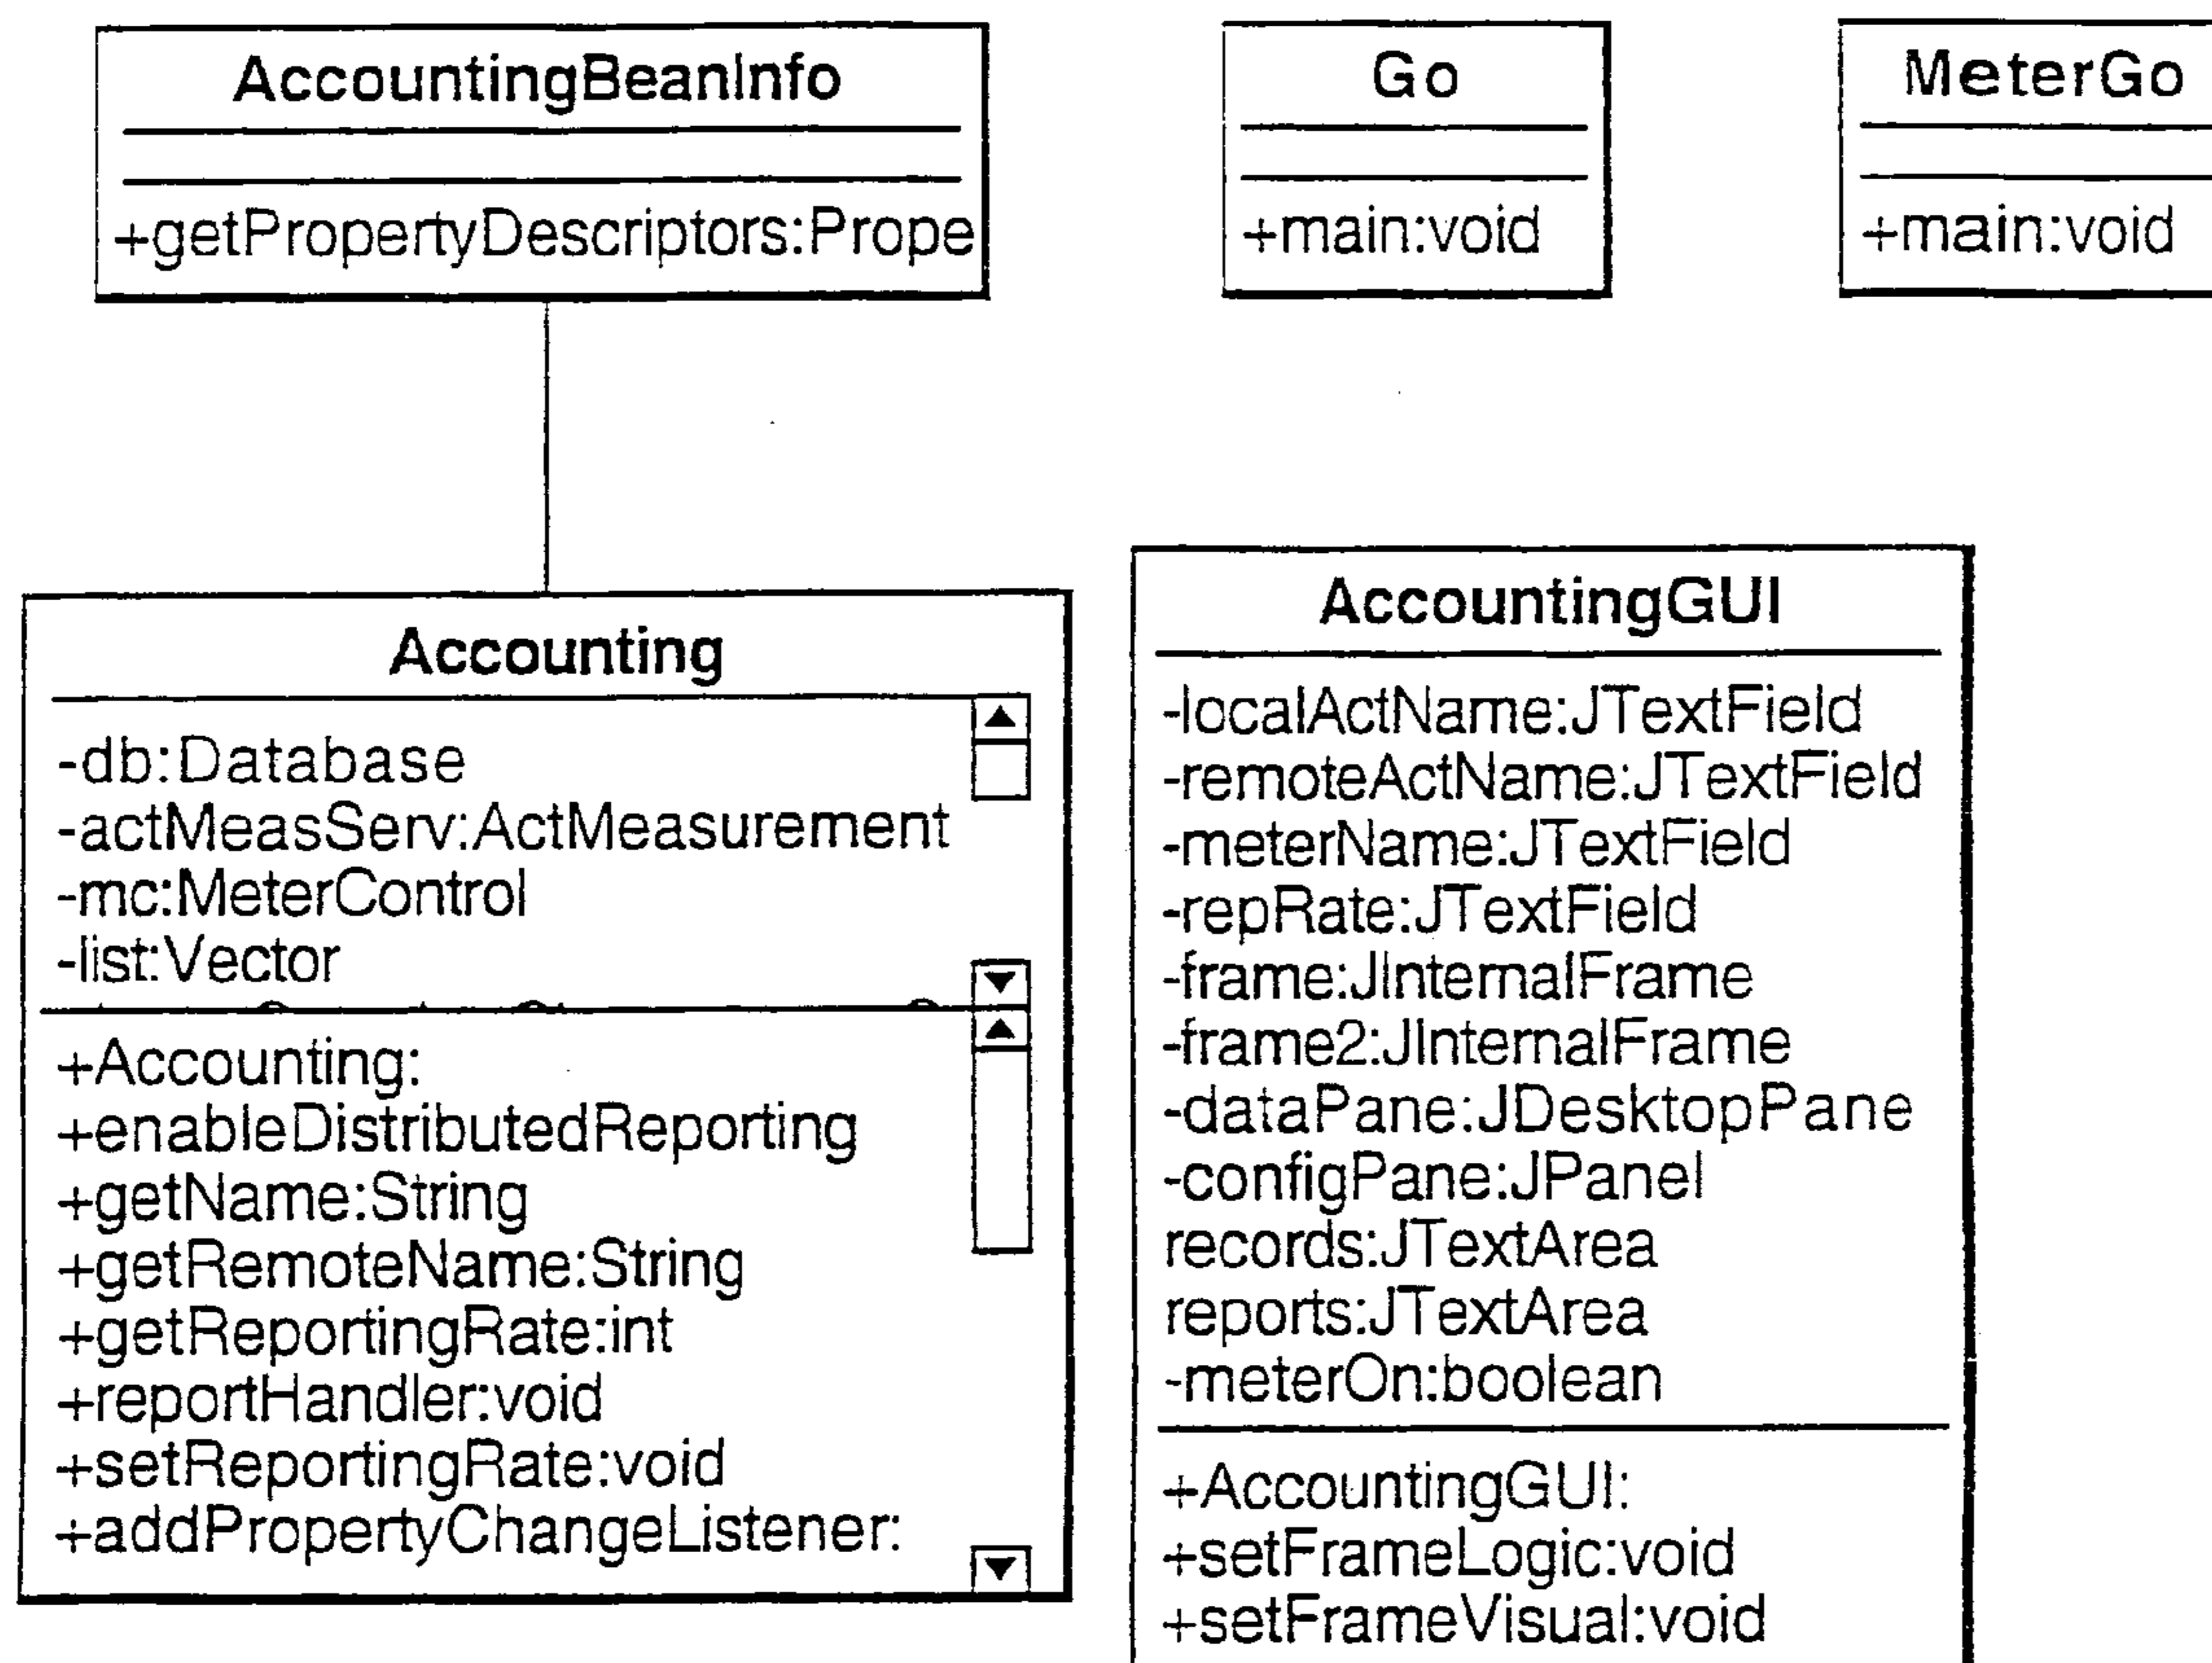 AccountingBeanInfo
+getPropertyDescriptors:Prope
Go
+main:void
MeterGo
+main:void
Accounting
-db:Database
-actMeasServ:ActMeasurement
-mc:MeterControl
-list:Vector
+Accounting:
+enableDistributedReporting
+getName:String
+getRemoteName:String
+getReportingRate:int
+reportHandler:void
+setReportingRate:void
+addPropertyChangeListener:
AccountingGUI
-localActName:JTextField
-remoteActName:JTextField
-meterName:JTextField
-repRate:JTextField
-frame:JInternalFrame
-frame2:JInternalFrame
-dataPane:JDesktopPane
-configPane:JPanel
records:JTextArea
reports:JTextArea
-meterOn:boolean
+AccountingGUI:
+setFrameLogic:void
+setFrameVisual:void